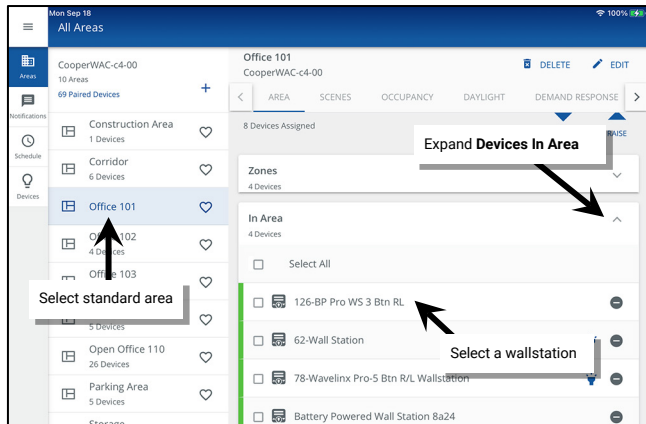 Mon Sep 18
100%
All Areas
Areas
Notifications
Schedule
Devices
CooperWAC-c4-00
10 Areas
69 Paired Devices
+
Construction Area
1 Devices
Corridor
6 Devices
Office 101
Office 102
4 Devices
Office 103
Select standard area
5 Devices
Open Office 110
26 Devices
Parking Area
5 Devices
Storage
Office 101
CooperWAC-c4-00
DELETE
EDIT
AREA SCENES OCCUPANCY DAYLIGHT DEMAND RESPONSE
8 Devices Assigned
RAISE
Expand Devices In Area
Zones
4 Devices
In Area
4 Devices
Select All
126-BP Pro WS 3 Btn RL
62-Wall Station
Select a wallstation
78-Wavelinx Pro-5 Btn R/L Wallstation
Battery Powered Wall Station 8a24